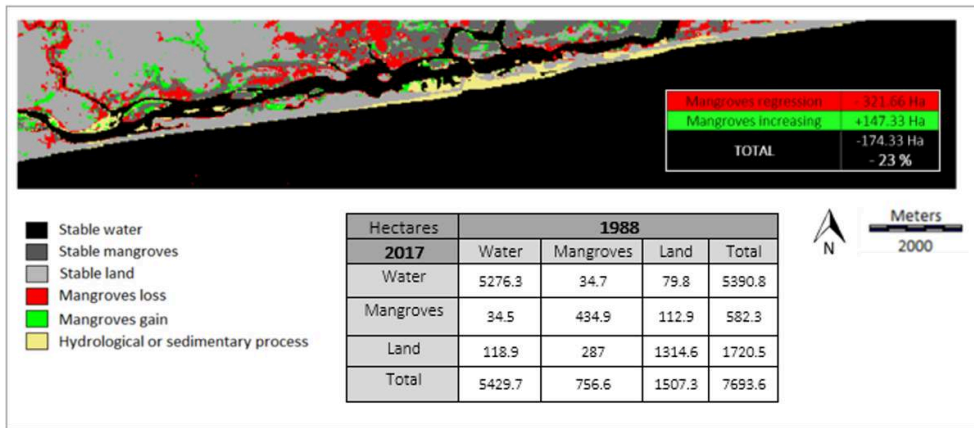 Mangroves regression - 321.66 Ha
Mangroves increasing +147.33 Ha
TOTAL -174.33 Ha
- 23 %
Stable water
Stable mangroves
Stable land
Mangroves loss
Mangroves gain
Hydrological or sedimentary process
Hectares 1988
2017 Water Mangroves Land Total
Water 5276.3 34.7 79.8 5390.8
Mangroves 34.5 434.9 112.9 582.3
Land 118.9 287 1314.6 1720.5
Total 5429.7 756.6 1507.3 7693.6
N
Meters
2000